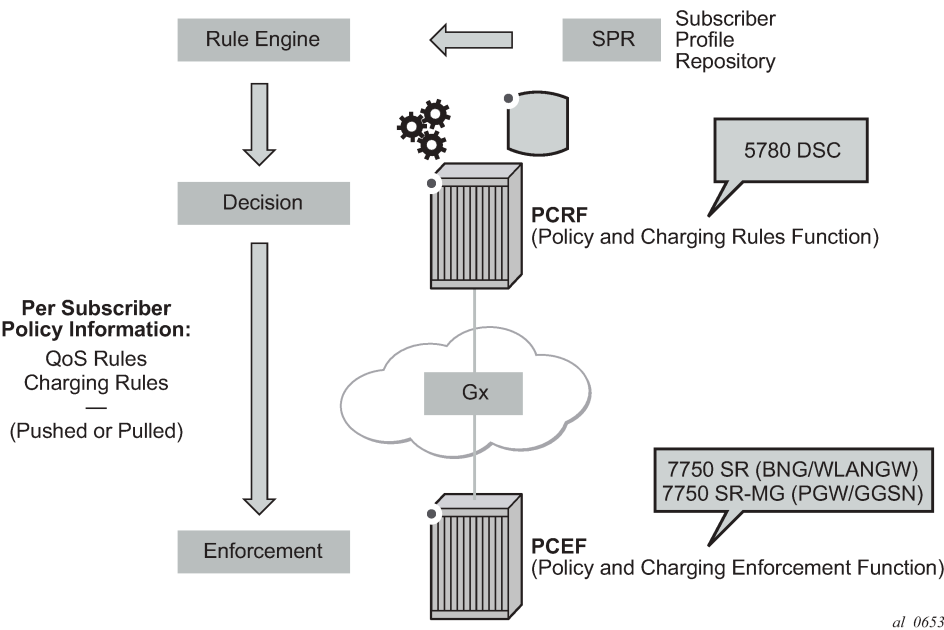 Rule Engine
SPR
Subscriber
Profile
Repository
5780 DSC
Decision
PCRF
(Policy and Charging Rules Function)
Per Subscriber
Policy Information:
QoS Rules
Charging Rules
—
(Pushed or Pulled)
Gx
7750 SR (BNG/WLANGW)
7750 SR-MG (PGW/GGSN)
Enforcement
PCEF
(Policy and Charging Enforcement Function)
al_0653